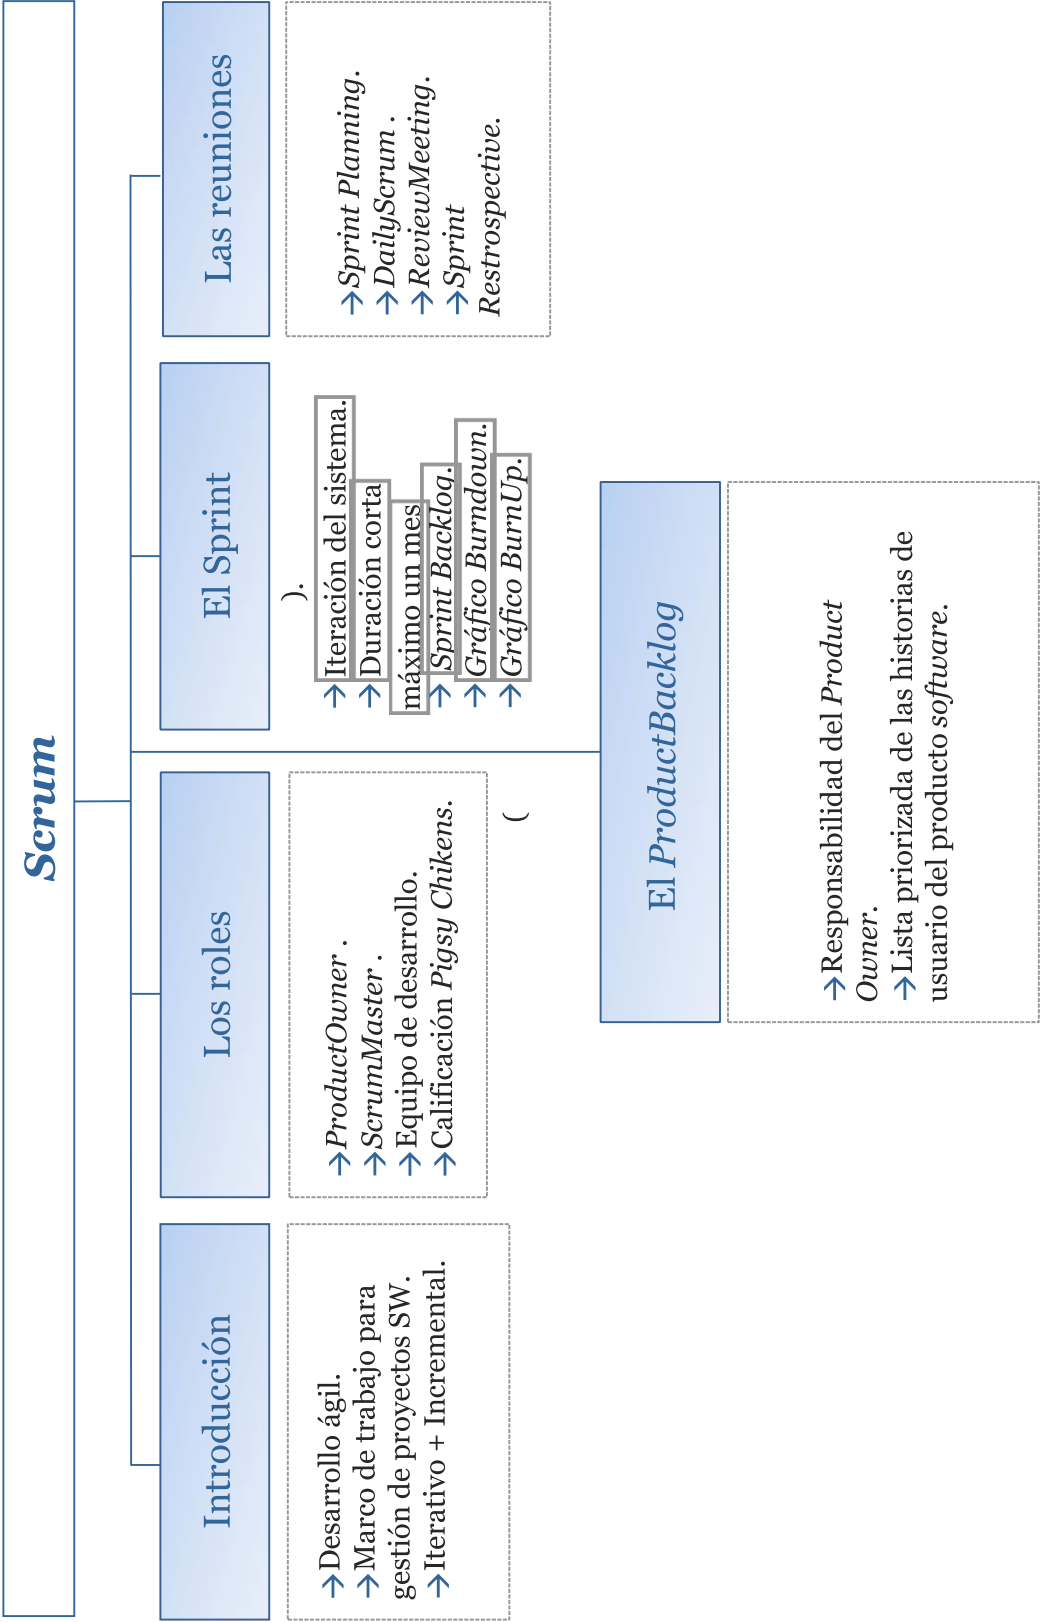 Scrum
Introducción
→Desarrollo ágil.
→Marco de trabajo para
gestión de proyectos SW.
→Iterativo + Incremental.
Los roles
→ProductOwner .
→ScrumMaster .
→Equipo de desarrollo.
→Calificación Pigsy Chikens.
(
El Sprint
).
→Iteración del sistema.
→Duración corta
máximo un mes
→Sprint Backlog.
→Gráfico Burndown.
→Gráfico BurnUp.
Las reuniones
→Sprint Planning.
→DailyScrum .
→ReviewMeeting.
→Sprint
Restrospective.
El ProductBacklog
→Responsabilidad del Product
Owner.
→Lista priorizada de las historias de
usuario del producto software.